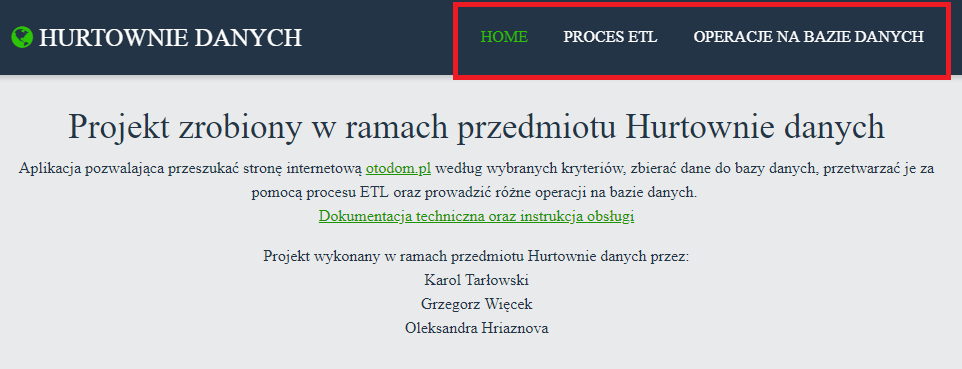 HURTOWNIE DANYCH
HOME PROCES ETL OPERACJE NA BAZIE DANYCH
Projekt zrobiony w ramach przedmiotu Hurtownie danych
Aplikacja pozwalająca przeszukać stronę internetową otodom.pl według wybranych kryteriów, zbierać dane do bazy danych, przetwarzać je za
pomocą procesu ETL oraz prowadzić różne operacji na bazie danych.
Dokumentacja techniczna oraz instrukcja obsługi
Projekt wykonany w ramach przedmiotu Hurtownie danych przez:
Karol Tarłowski
Grzegorz Więcek
Oleksandra Hriaznova